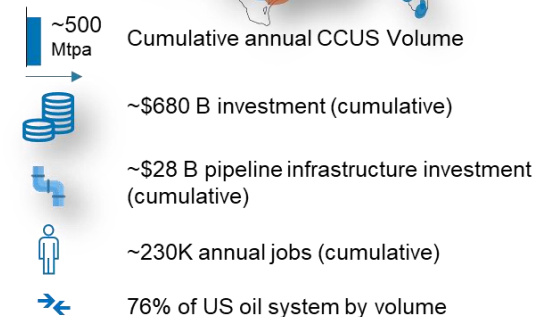 ~500
Mtpa
Cumulative annual CCUS Volume
~$680 B investment (cumulative)
~$28 B pipeline infrastructure investment
(cumulative)
~230K annual jobs (cumulative)
76% of US oil system by volume